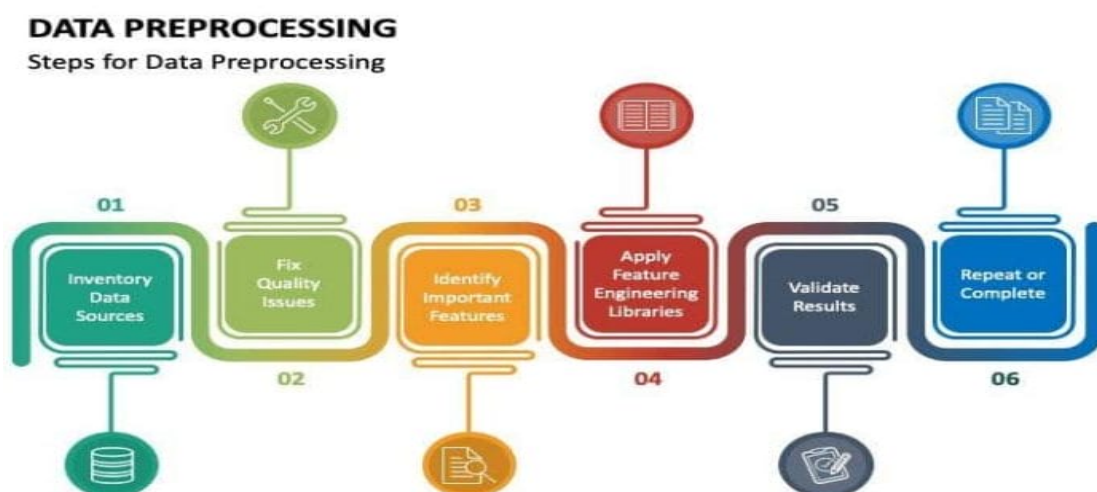 DATA PREPROCESSING
Steps for Data Preprocessing
01
Inventory
Data
Sources
Fix
Quality
Issues
02
03
Identify
Important
Features
Apply
Feature
Engineering
Libraries
04
05
Validate
Results
Repeat or
Complete
06